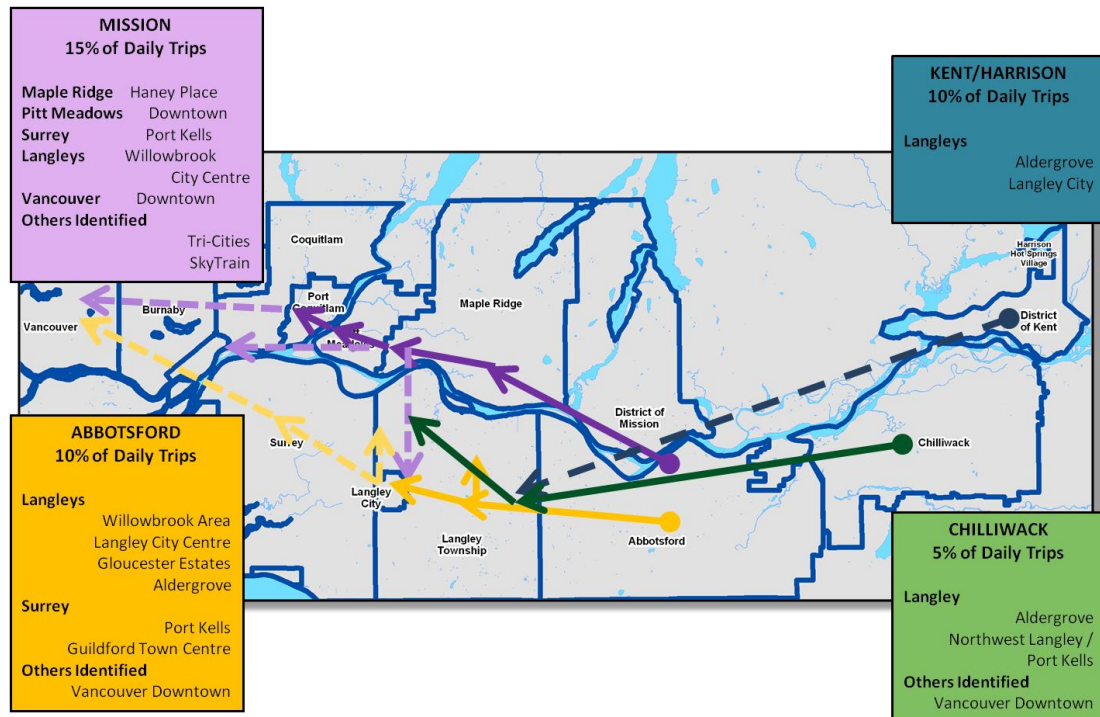 MISSION
15% of Daily Trips
Maple Ridge Haney Place
Pitt Meadows Downtown
Surrey Port Kells
Langleys Willowbrook
City Centre
Vancouver Downtown
Others Identified
Tri-Cities
SkyTrain
KENT/HARRISON
10% of Daily Trips
Langleys
Aldergrove
Langley City
Coquitlam
Harrison
Hot Springs
Village
Port
Coquitlam
Maple Ridge
Burnaby
Vancouver
District
of Kent
Meadows
District of
Mission
Surrey
Chilliwack
Langley
City
Langley
Township
Abbotsford
ABBOTSFORD
10% of Daily Trips
Langleys
Willowbrook Area
Langley City Centre
Gloucester Estates
Aldergrove
Surrey
Port Kells
Guildford Town Centre
Others Identified
Vancouver Downtown
CHILLIWACK
5% of Daily Trips
Langley
Aldergrove
Northwest Langley /
Port Kells
Others Identified
Vancouver Downtown